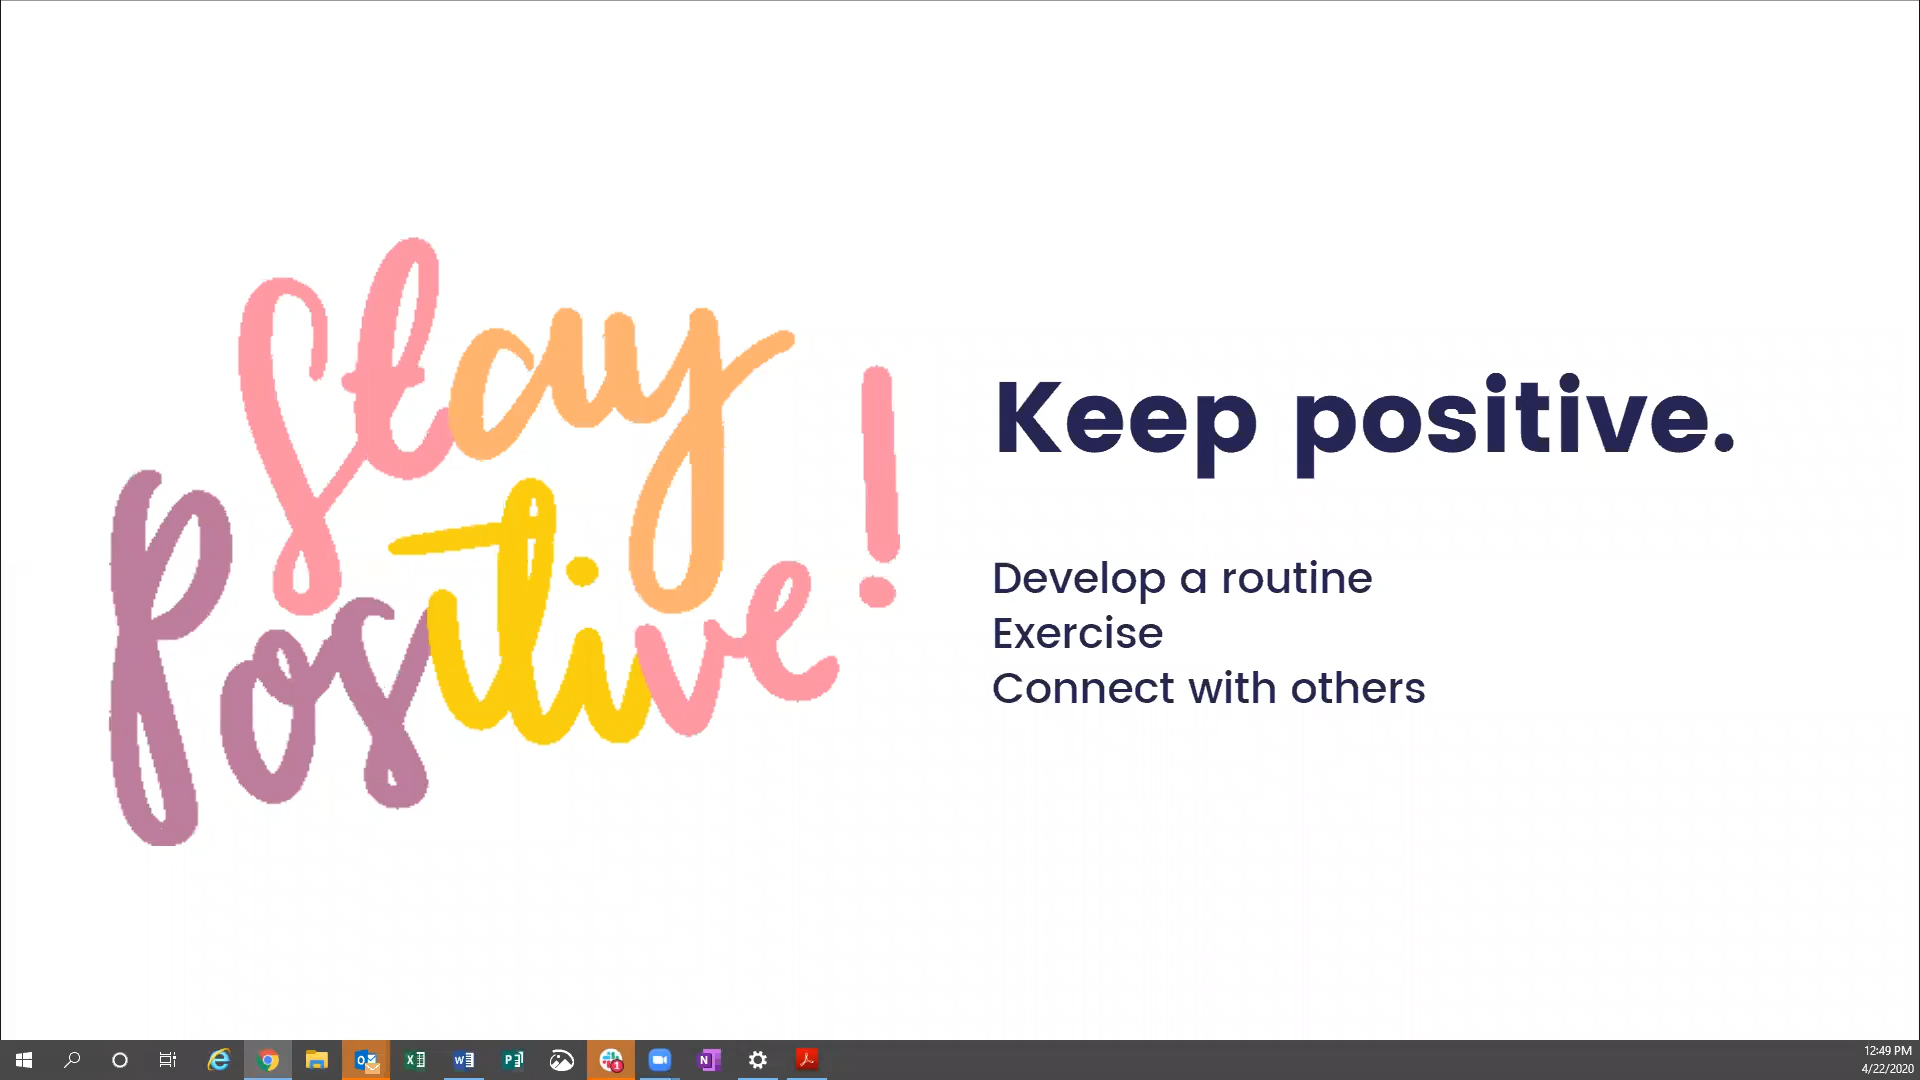 Stay
Positive!
Keep positive.
Develop a routine
Exercise
Connect with others
12:49 PM
4/22/2020